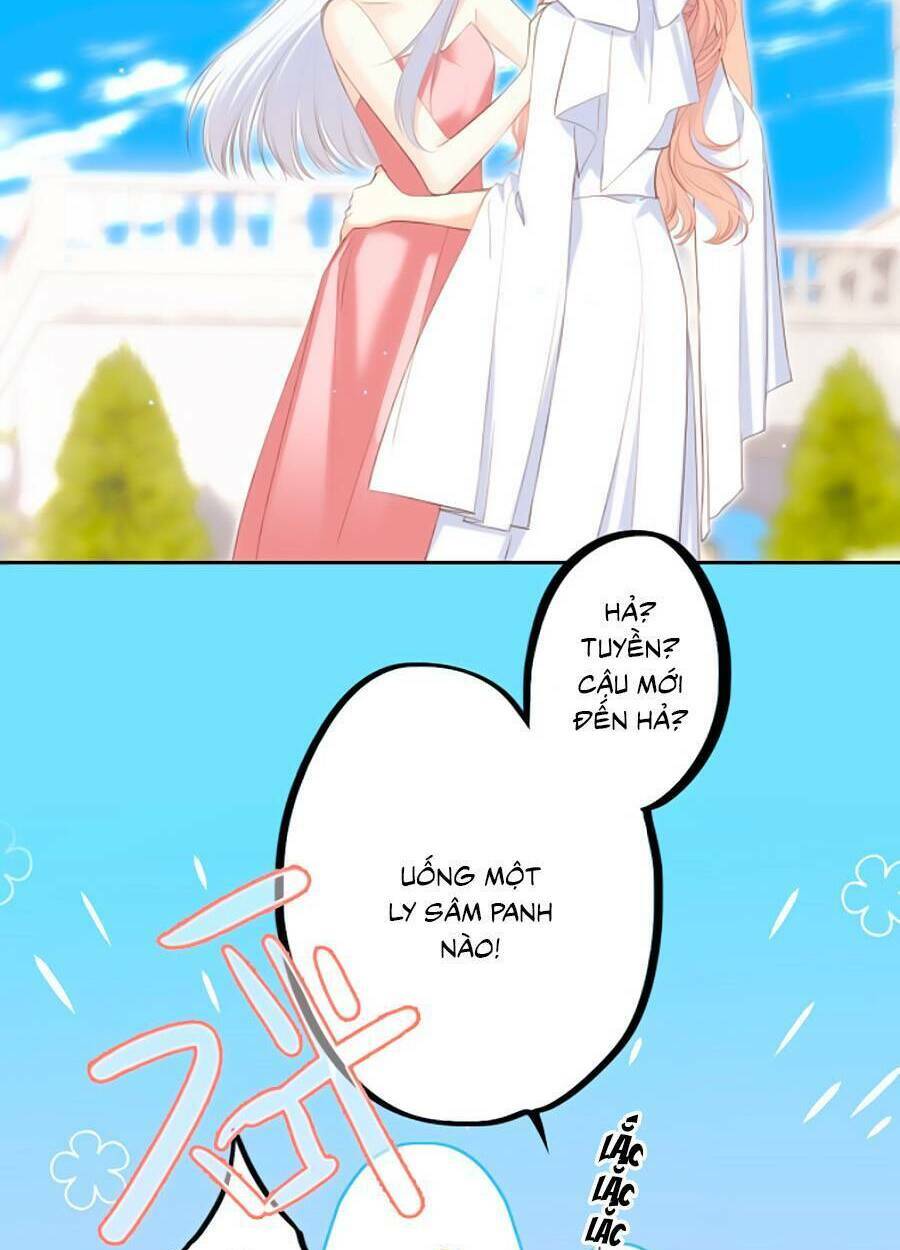 HẢ?
TUYỀN?
CẬU MỚI
ĐẾN HẢ?
UỐNG MỘT
LY SÂM PANH
NÀO!
LẮC
LẮC
LẮC